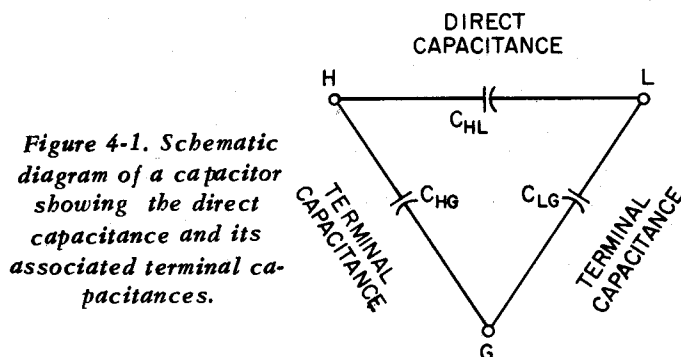 DIRECT
CAPACITANCE
H
L
C_HL
Figure 4-1. Schematic
diagram of a capacitor
showing the direct
capacitance and its
associated terminal ca-
pacitances.
C_HG
C_LG
TERMINAL
CAPACITANCE
TERMINAL
CAPACITANCE
G